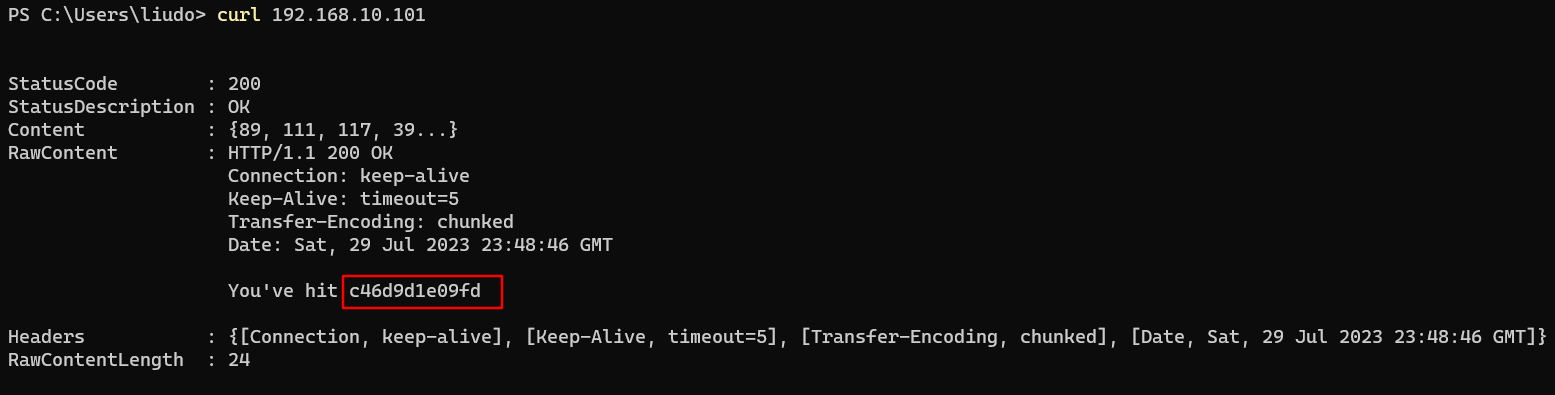 PS C:\Users\liudo> curl 192.168.10.101
StatusCode        : 200
StatusDescription : OK
Content           : {89, 111, 117, 39...}
RawContent        : HTTP/1.1 200 OK
                    Connection: keep-alive
                    Keep-Alive: timeout=5
                    Transfer-Encoding: chunked
                    Date: Sat, 29 Jul 2023 23:48:46 GMT
                    You've hit c46d9d1e09fd
Headers           : {[Connection, keep-alive], [Keep-Alive, timeout=5], [Transfer-Encoding, chunked], [Date, Sat, 29 Jul 2023 23:48:46 GMT]}
RawContentLength  : 24